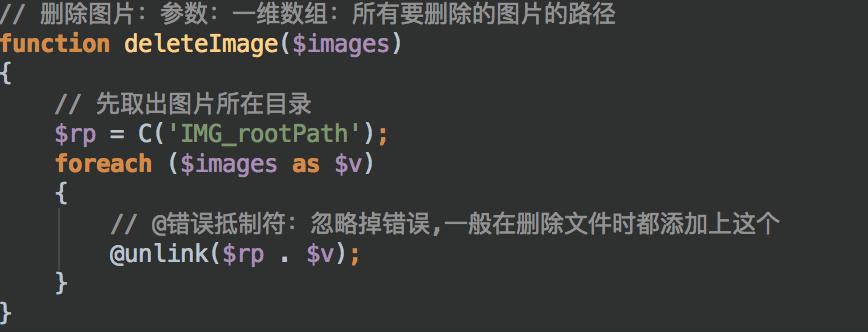 // 删除图片：参数：一维数组：所有要删除的图片的路径
function deleteImage($images)
{
    // 先取出图片所在目录
    $rp = C('IMG_rootPath');
    foreach ($images as $v)
    {
        // @错误抵制符：忽略掉错误,一般在删除文件时都添加上这个
        @unlink($rp . $v);
    }
}